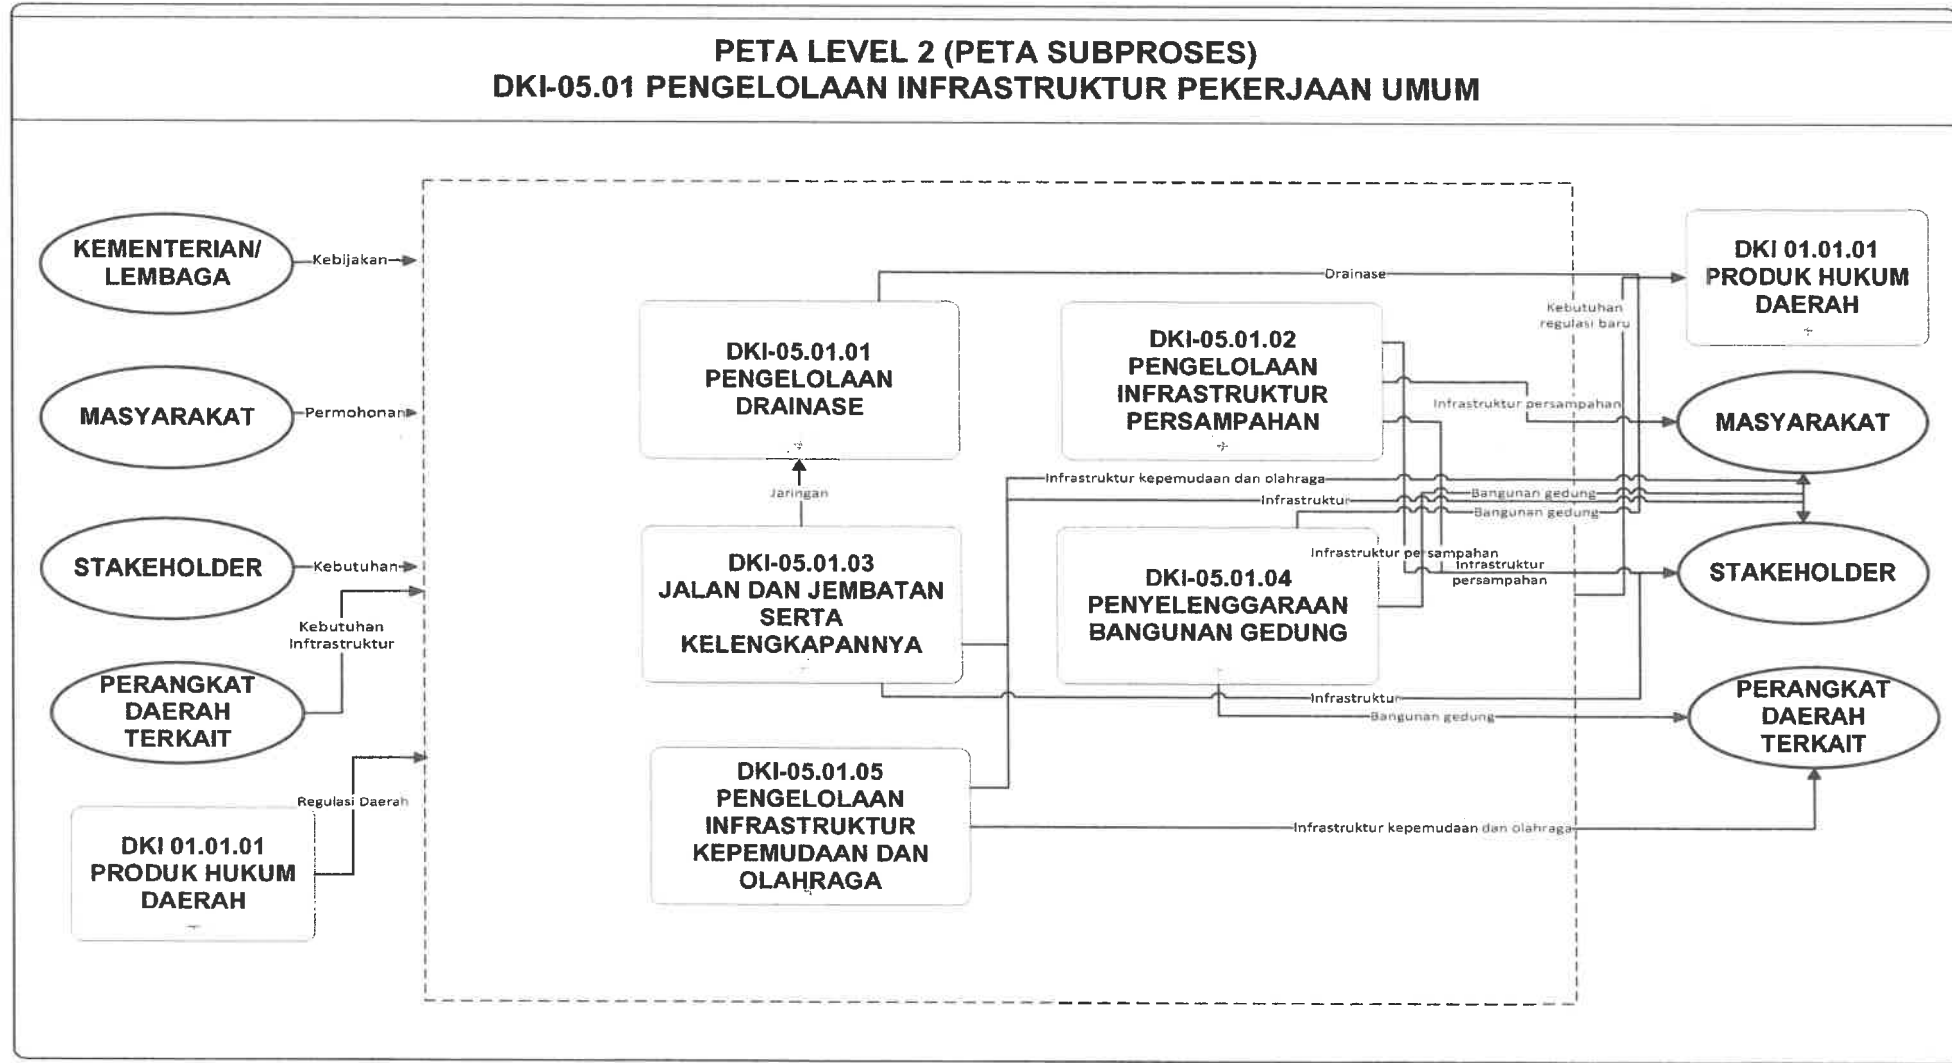 PETA LEVEL 2 (PETA SUBPROSES)
DKI-05.01 PENGELOLAAN INFRASTRUKTUR PEKERJAAN UMUM
KEMENTERIAN/
LEMBAGA
Kebijakan
MASYARAKAT
Permohonan
STAKEHOLDER
Kebutuhan
Kebutuhan
Inftrastruktur
PERANGKAT
DAERAH
TERKAIT
Regulasi Daerah
DKI 01.01.01
PRODUK HUKUM
DAERAH
DKI-05.01.01
PENGELOLAAN
DRAINASE
Jaringan
DKI-05.01.03
JALAN DAN JEMBATAN
SERTA
KELENGKAPANNYA
DKI-05.01.05
PENGELOLAAN
INFRASTRUKTUR
KEPEMUDAAN DAN
OLAHRAGA
DKI-05.01.02
PENGELOLAAN
INFRASTRUKTUR
PERSAMPAHAN
DKI-05.01.04
PENYELENGGARAAN
BANGUNAN GEDUNG
Drainase
Kebutuhan
regulasi baru
Infrastruktur persampahan
Infrastruktur kepemudaan dan olahraga
Infrastruktur
Bangunan gedung
Bangunan gedung
Infrastruktur persampahan
Infrastruktur
persampahan
Infrastruktur
Bangunan gedung
Infrastruktur kepemudaan dan olahraga
DKI 01.01.01
PRODUK HUKUM
DAERAH
MASYARAKAT
STAKEHOLDER
PERANGKAT
DAERAH
TERKAIT